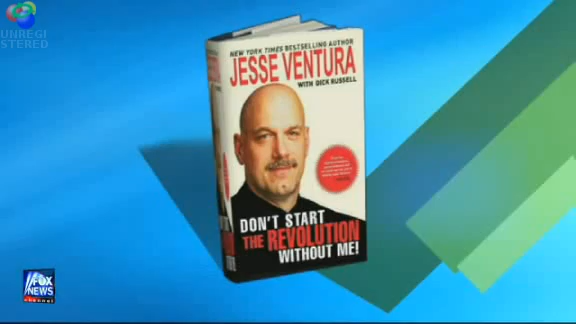 UNREGI
STERED
NEW YORK TIMES BESTSELLING AUTHOR
JESSE VENTURA
WITH DICK RUSSELL
DON'T START
THE REVOLUTION
WITHOUT ME!
FOX
NEWS
channel